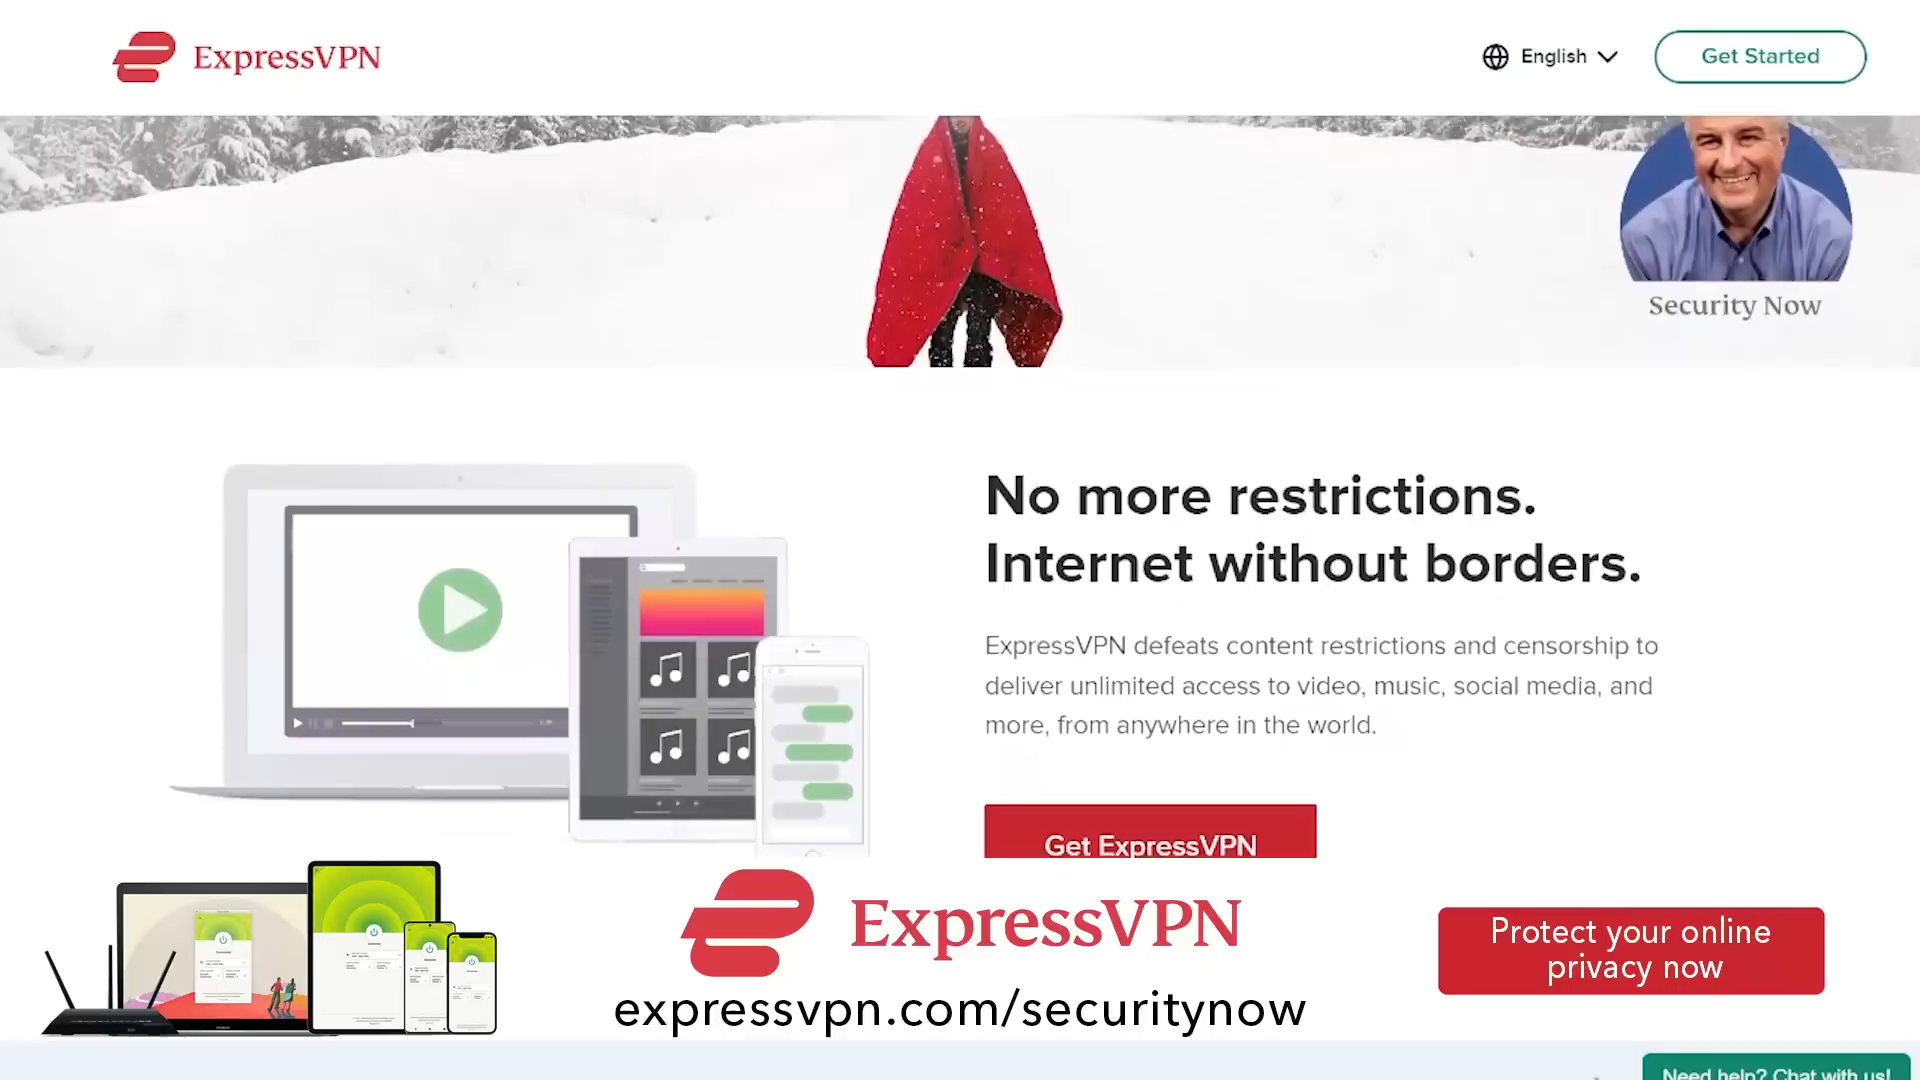 ExpressVPN
English
Get Started
Security Now
No more restrictions.
Internet without borders.
ExpressVPN defeats content restrictions and censorship to
deliver unlimited access to video, music, social media, and
more, from anywhere in the world.
Get ExpressVPN
ExpressVPN
expressvpn.com/securitynow
Protect your online
privacy now
Need help? Chat with us!